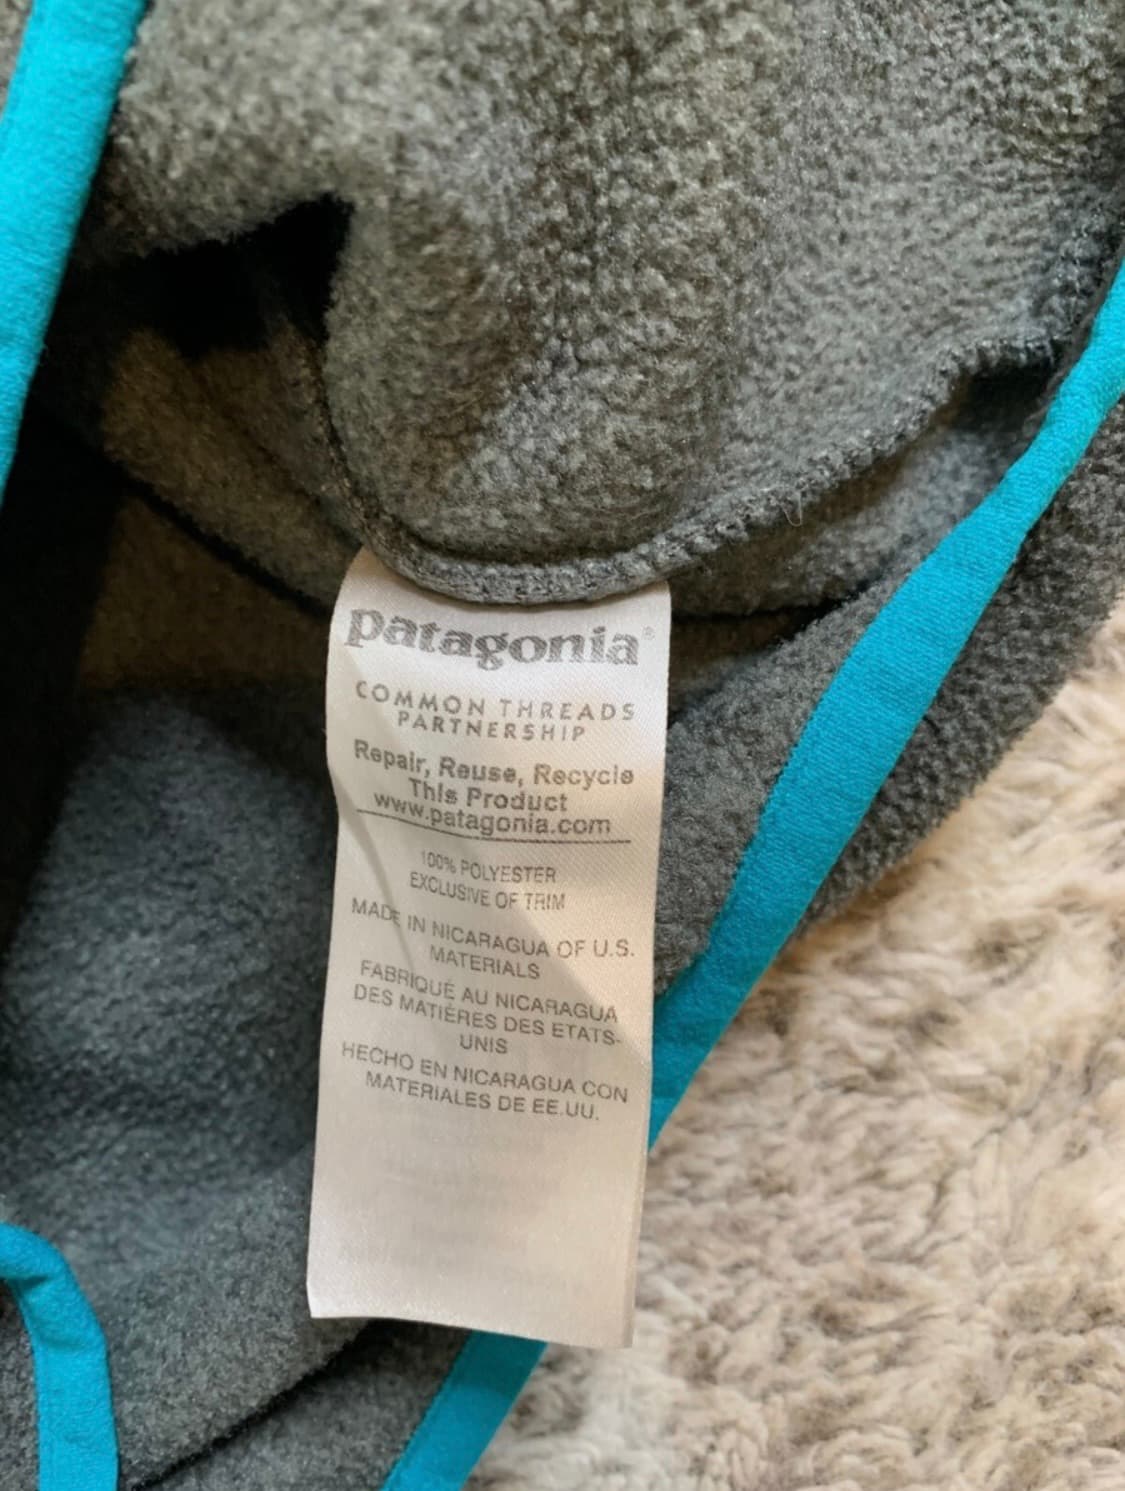 patagonia®
COMMON THREADS
PARTNERSHIP
Repair, Reuse, Recycle
This Product
www.patagonia.com
100% POLYESTER
EXCLUSIVE OF TRIM
MADE IN NICARAGUA OF U.S.
MATERIALS
FABRIQUÉ AU NICARAGUA
DES MATIÈRES DES ETATS-
UNIS
HECHO EN NICARAGUA CON
MATERIALES DE EE.UU.